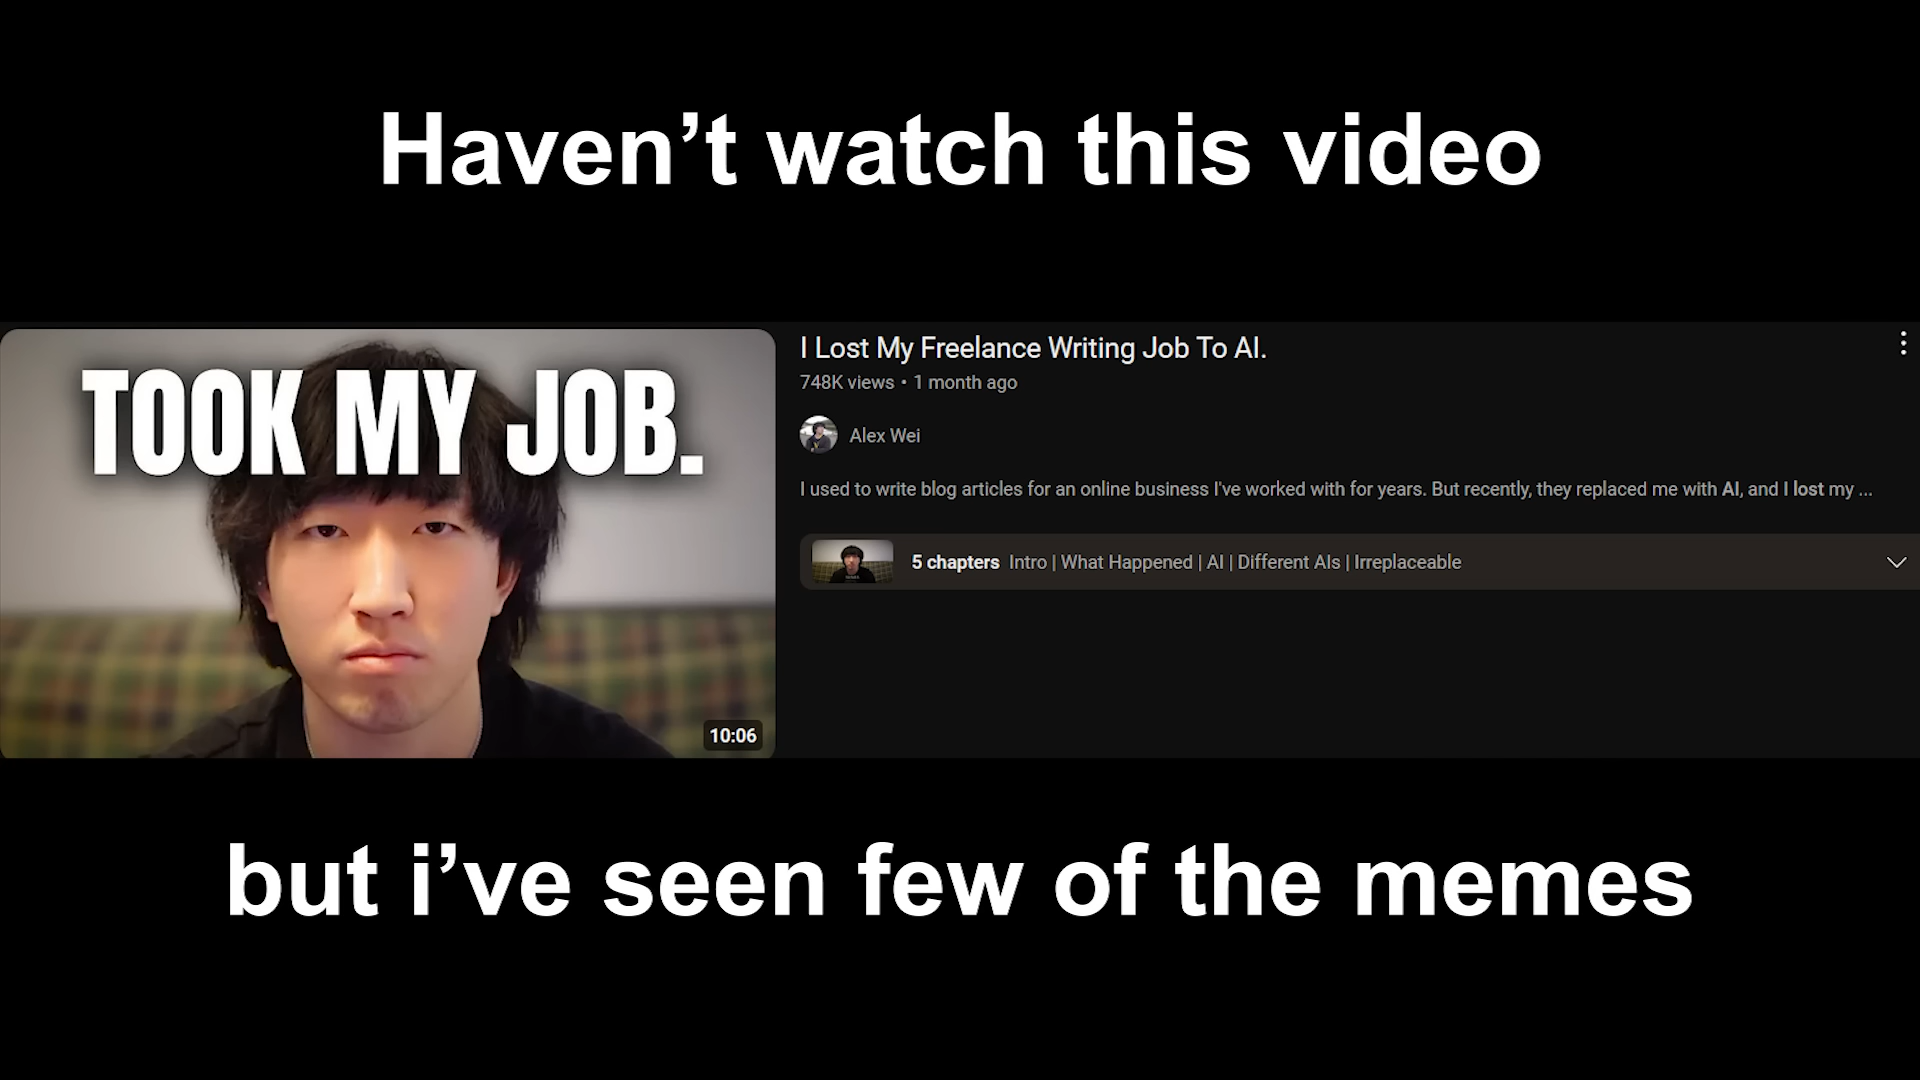 Haven’t watch this video
TOOK MY JOB.
10:06
I Lost My Freelance Writing Job To AI.
748K views • 1 month ago
Alex Wei
I used to write blog articles for an online business I've worked with for years. But recently, they replaced me with AI, and I lost my ...
5 chapters Intro | What Happened | AI | Different AIs | Irreplaceable
but i’ve seen few of the memes